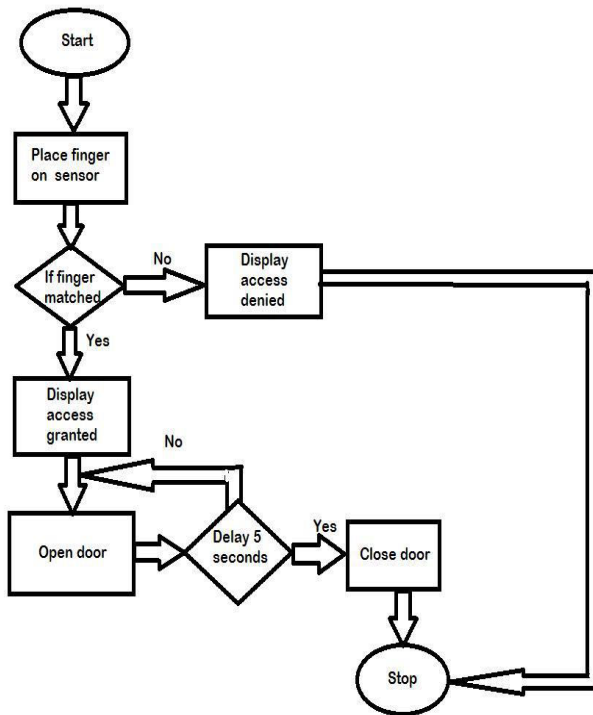 Start
Place finger
on sensor
If finger
matched
No
Display
access
denied
Yes
Display
access
granted
No
Open door
Delay 5
seconds
Yes
Close door
Stop